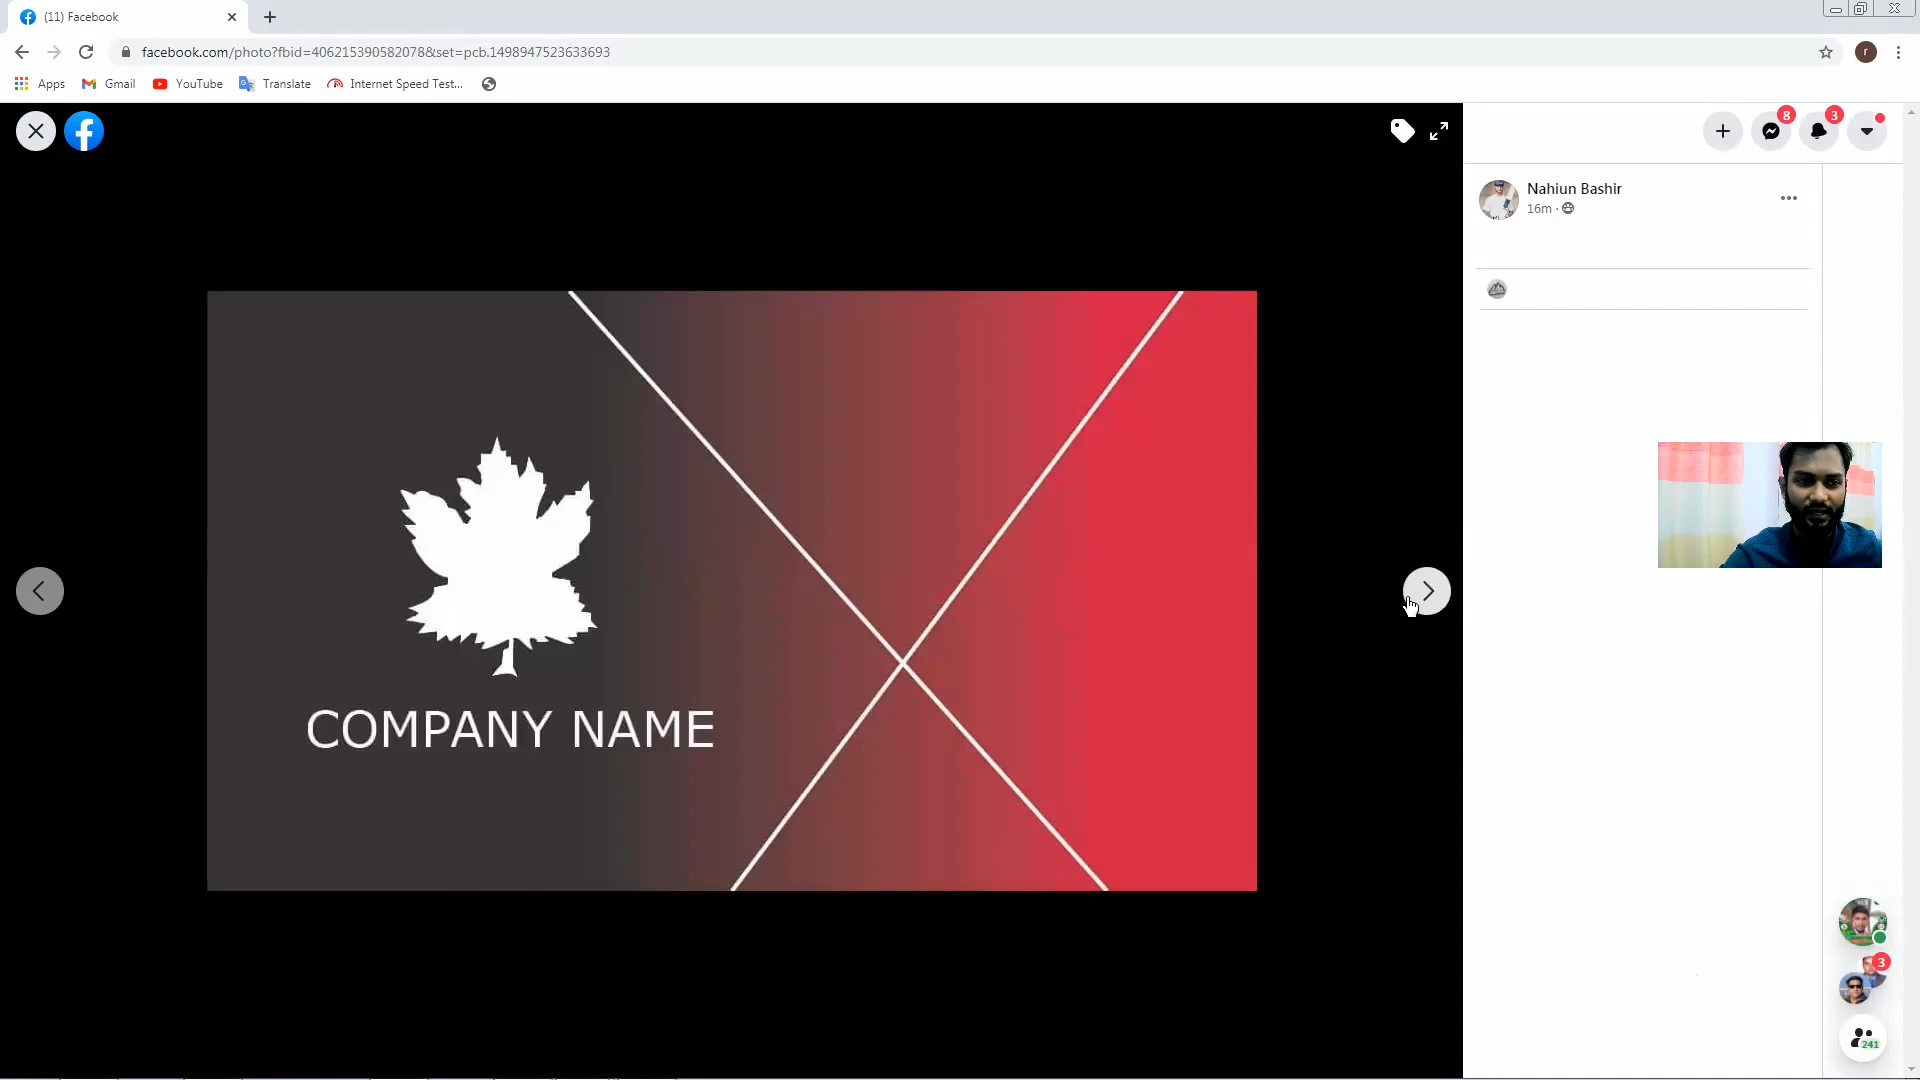 (11) Facebook
facebook.com/photo?fbid=406215390582078&set=pcb.1498947523633693
r
Apps
Gmail
YouTube
Translate
Internet Speed Test...
8
3
Nahiun Bashir
16m ·
COMPANY NAME
3
241